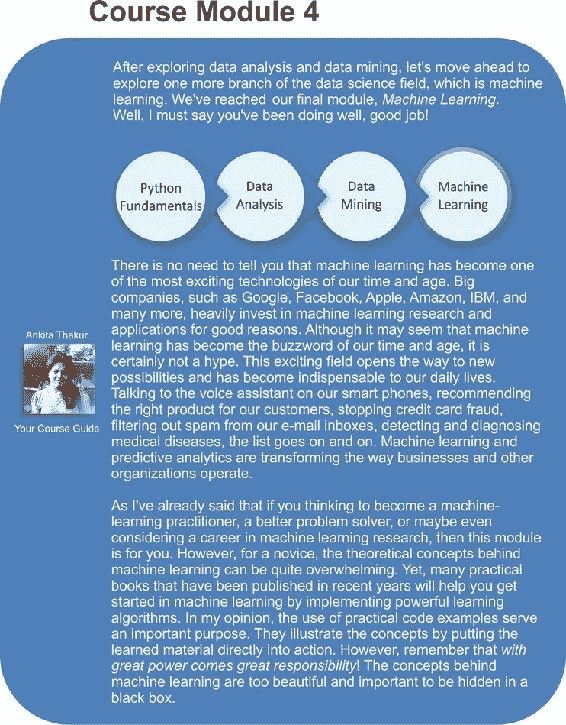 Course Module 4
After exploring data analysis and data mining, let's move ahead to
explore one more branch of the data science field, which is machine
learning. We've reached our final module, Machine Learning.
Well, I must say you've been doing well, good job!
Python
Fundamentals
Data
Analysis
Data
Mining
Machine
Learning
There is no need to tell you that machine learning has become one
of the most exciting technologies of our time and age. Big
companies, such as Google, Facebook, Apple, Amazon, IBM, and
many more, heavily invest in machine learning research and
applications for good reasons. Although it may seem that machine
learning has become the buzzword of our time and age, it is
certainly not a hype. This exciting field opens the way to new
possibilities and has become indispensable to our daily lives.
Talking to the voice assistant on our smart phones, recommending
the right product for our customers, stopping credit card fraud,
filtering out spam from our e-mail inboxes, detecting and diagnosing
medical diseases, the list goes on and on. Machine learning and
predictive analytics are transforming the way businesses and other
organizations operate.
Ankita Thakur
Your Course Guide
As I've already said that if you thinking to become a machine-
learning practitioner, a better problem solver, or maybe even
considering a career in machine learning research, then this module
is for you. However, for a novice, the theoretical concepts behind
machine learning can be quite overwhelming. Yet, many practical
books that have been published in recent years will help you get
started in machine learning by implementing powerful learning
algorithms. In my opinion, the use of practical code examples serve
an important purpose. They illustrate the concepts by putting the
learned material directly into action. However, remember that with
great power comes great responsibility! The concepts behind
machine learning are too beautiful and important to be hidden in a
black box.